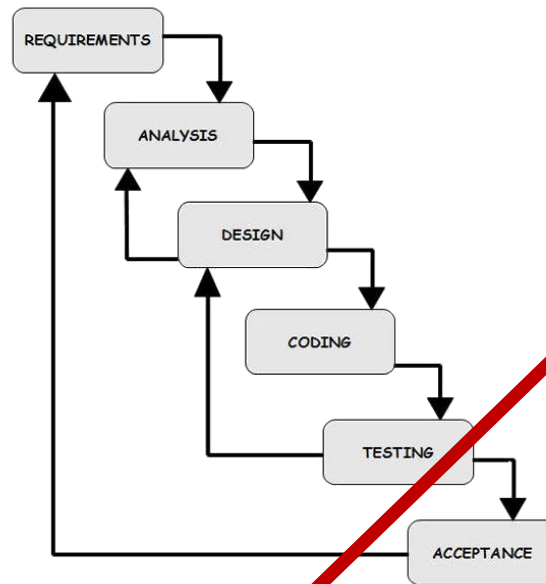 REQUIREMENTS
ANALYSIS
DESIGN
CODING
TESTING
ACCEPTANCE